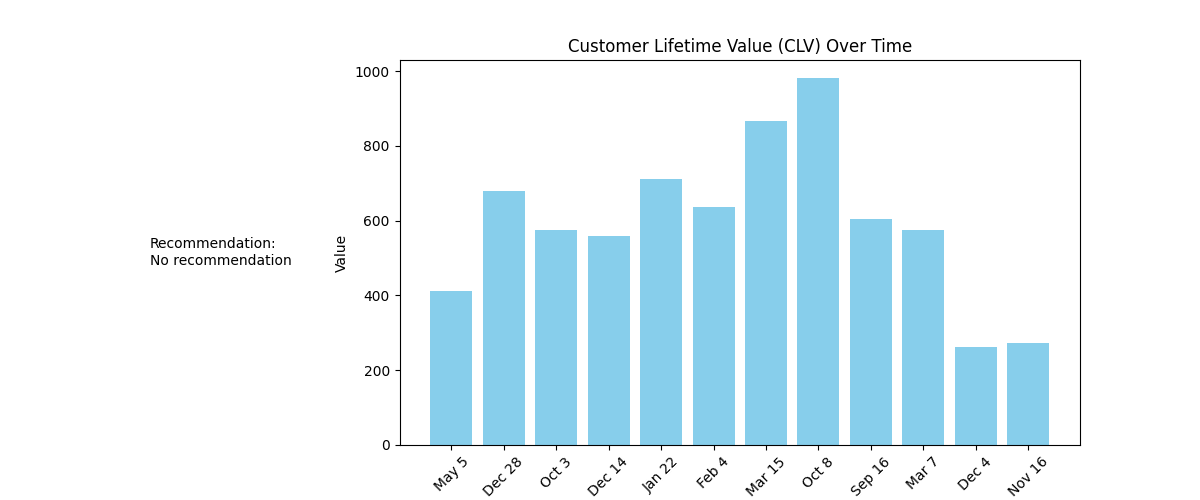 Customer Lifetime Value (CLV) Over Time
Recommendation:
No recommendation
Value
1000
800
600
400
200
0
May 5
Dec 28
Oct 3
Dec 14
Jan 22
Feb 4
Mar 15
Oct 8
Sep 16
Mar 7
Dec 4
Nov 16